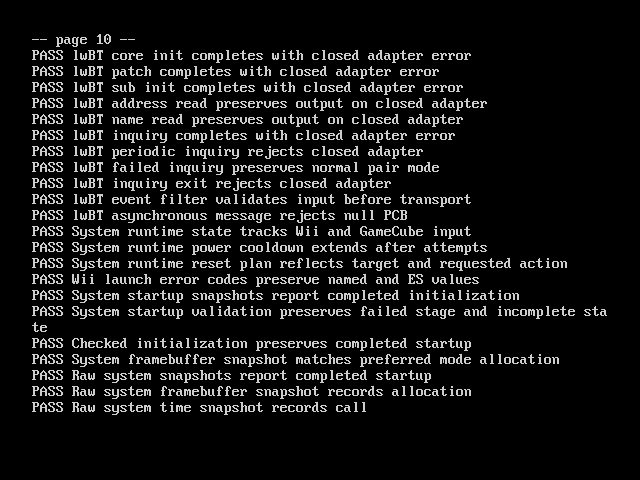 -- page 10 --
PASS lwBT core init completes with closed adapter error
PASS lwBT patch completes with closed adapter error
PASS lwBT sub init completes with closed adapter error
PASS lwBT address read preserves output on closed adapter
PASS lwBT name read preserves output on closed adapter
PASS lwBT inquiry completes with closed adapter error
PASS lwBT periodic inquiry rejects closed adapter
PASS lwBT failed inquiry preserves normal pair mode
PASS lwBT inquiry exit rejects closed adapter
PASS lwBT event filter validates input before transport
PASS lwBT asynchronous message rejects null PCB
PASS System runtime state tracks Wii and GameCube input
PASS System runtime power cooldown extends after attempts
PASS System runtime reset plan reflects target and requested action
PASS Wii launch error codes preserve named and ES values
PASS System startup snapshots report completed initialization
PASS System startup validation preserves failed stage and incomplete sta
te
PASS Checked initialization preserves completed startup
PASS System framebuffer snapshot matches preferred mode allocation
PASS Raw system snapshots report completed startup
PASS Raw system framebuffer snapshot records allocation
PASS Raw system time snapshot records call